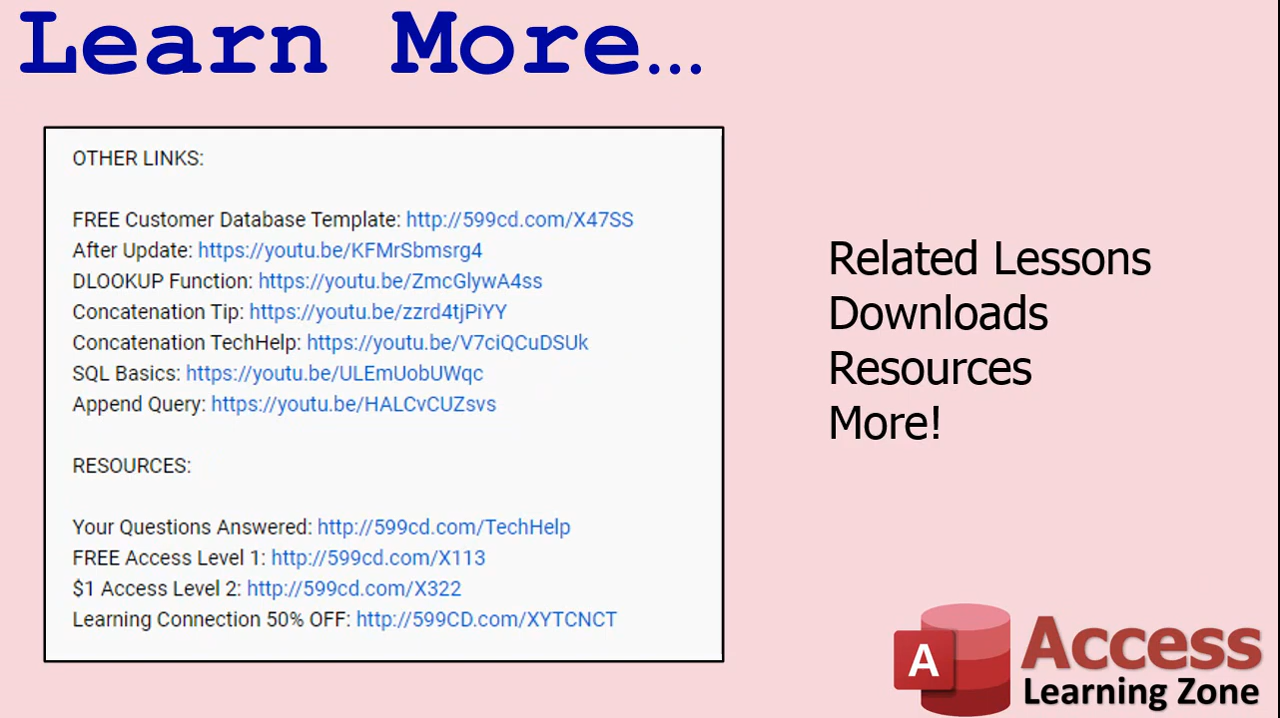 Learn More...
OTHER LINKS:
FREE Customer Database Template: http://599cd.com/X47SS
After Update: https://youtu.be/KFMrSbmsrg4
DLOOKUP Function: https://youtu.be/ZmcGlywA4ss
Concatenation Tip: https://youtu.be/zzrd4tjPiYY
Concatenation TechHelp: https://youtu.be/V7ciQCuDSUk
SQL Basics: https://youtu.be/ULEmUobUWqc
Append Query: https://youtu.be/HALCvCUZsvs
RESOURCES:
Your Questions Answered: http://599cd.com/TechHelp
FREE Access Level 1: http://599cd.com/X113
$1 Access Level 2: http://599cd.com/X322
Learning Connection 50% OFF: http://599CD.com/XYTCNCT
Related Lessons
Downloads
Resources
More!
A
Access
Learning Zone